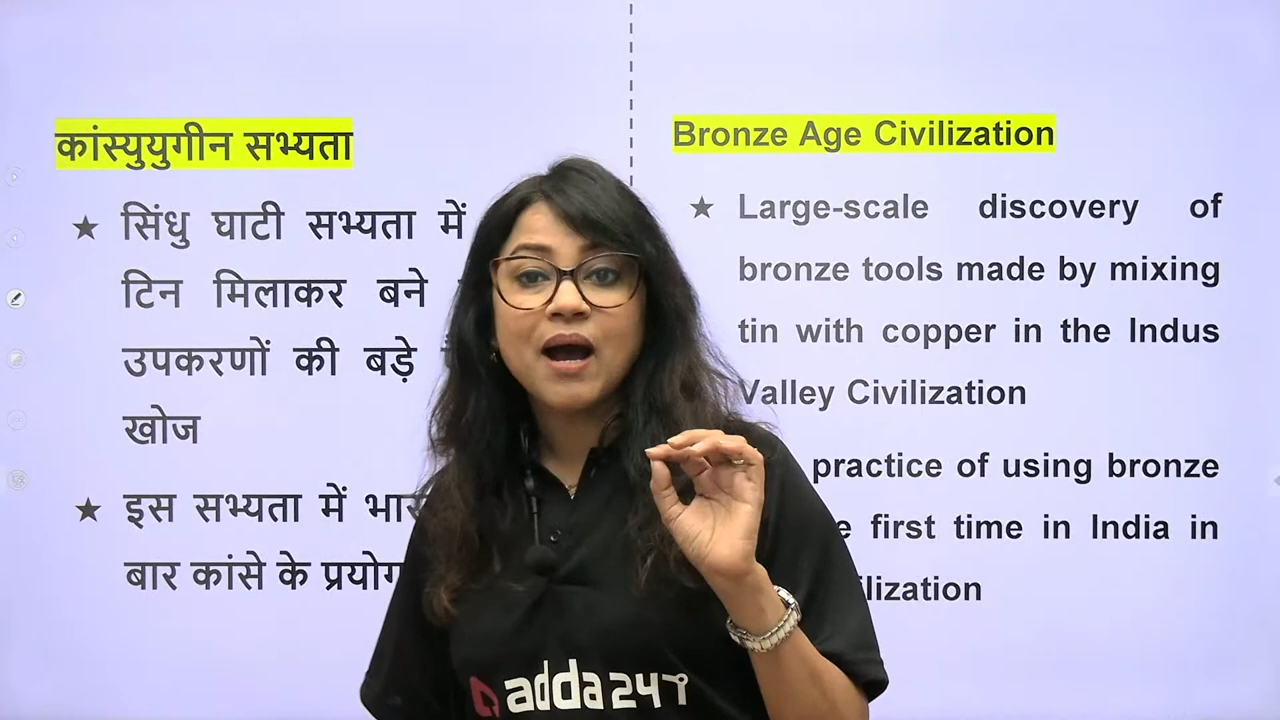 कांस्युयुगीन सभ्यता
★ सिंधु घाटी सभ्यता में
टिन मिलाकर बने
उपकरणों की बड़े
खोज
★ इस सभ्यता में
बार कांसे के
Bronze Age Civilization
★ Large-scale discovery of
bronze tools made by mixing
tin with copper in the Indus
Valley Civilization
practice of using bronze
first time in India in
adda247